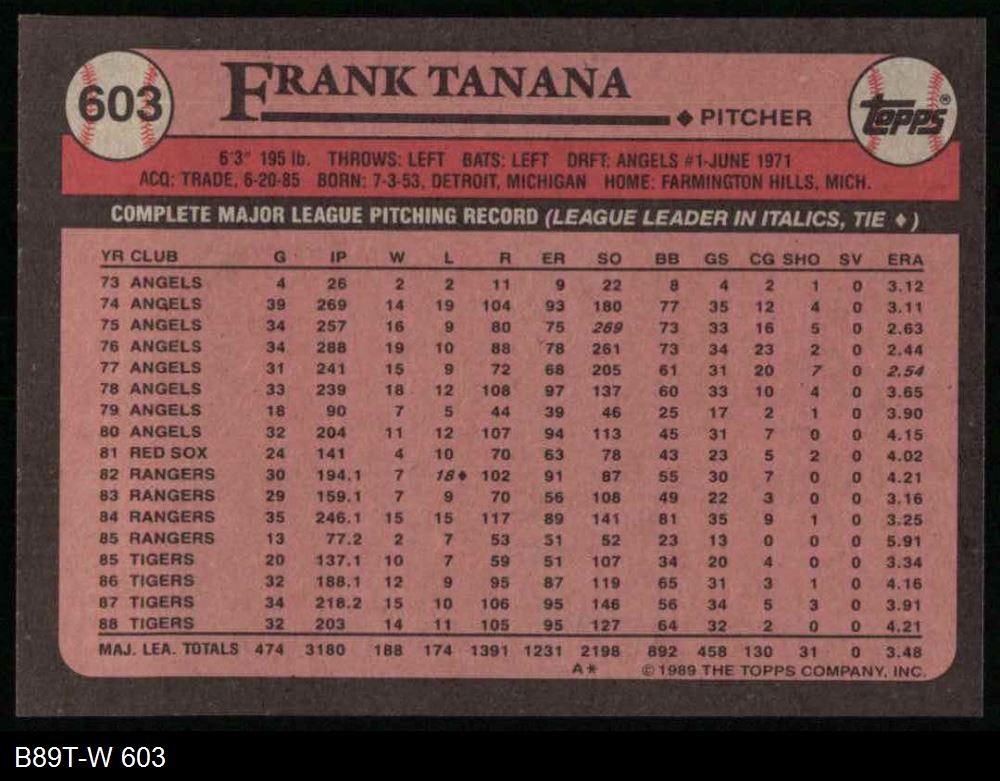 603
FRANK TANANA
◆ PITCHER
Topps®
6'3" 195 lb. THROWS: LEFT BATS: LEFT DRFT: ANGELS #1-JUNE 1971
ACQ: TRADE, 6-20-85 BORN: 7-3-53, DETROIT, MICHIGAN HOME: FARMINGTON HILLS, MICH.
COMPLETE MAJOR LEAGUE PITCHING RECORD (LEAGUE LEADER IN ITALICS, TIE ◆)
YR CLUB G IP W L R ER SO BB GS CG SHO SV ERA
73 ANGELS 4 26 2 2 11 9 22 8 4 2 1 0 3.12
74 ANGELS 39 269 14 19 104 93 180 77 35 12 4 0 3.11
75 ANGELS 34 257 16 9 80 75 269 73 33 16 5 0 2.63
76 ANGELS 34 288 19 10 88 78 261 73 34 23 2 0 2.44
77 ANGELS 31 241 15 9 72 68 205 61 31 20 7 0 2.54
78 ANGELS 33 239 18 12 108 97 137 60 33 10 4 0 3.65
79 ANGELS 18 90 7 5 44 39 46 25 17 2 1 0 3.90
80 ANGELS 32 204 11 12 107 94 113 45 31 7 0 0 4.15
81 RED SOX 24 141 4 10 70 63 78 43 23 5 2 0 4.02
82 RANGERS 30 194.1 7 18◆ 102 91 87 55 30 7 0 0 4.21
83 RANGERS 29 159.1 7 9 70 56 108 49 22 3 0 0 3.16
84 RANGERS 35 246.1 15 15 117 89 141 81 35 9 1 0 3.25
85 RANGERS 13 77.2 2 7 53 51 52 23 13 0 0 0 5.91
85 TIGERS 20 137.1 10 7 59 51 107 34 20 4 0 0 3.34
86 TIGERS 32 188.1 12 9 95 87 119 65 31 3 1 0 4.16
87 TIGERS 34 218.2 15 10 106 95 146 56 34 5 3 0 3.91
88 TIGERS 32 203 14 11 105 95 127 64 32 2 0 0 4.21
MAJ. LEA. TOTALS 474 3180 188 174 1391 1231 2198 892 458 130 31 0 3.48
A* © 1989 THE TOPPS COMPANY, INC.
B89T-W 603